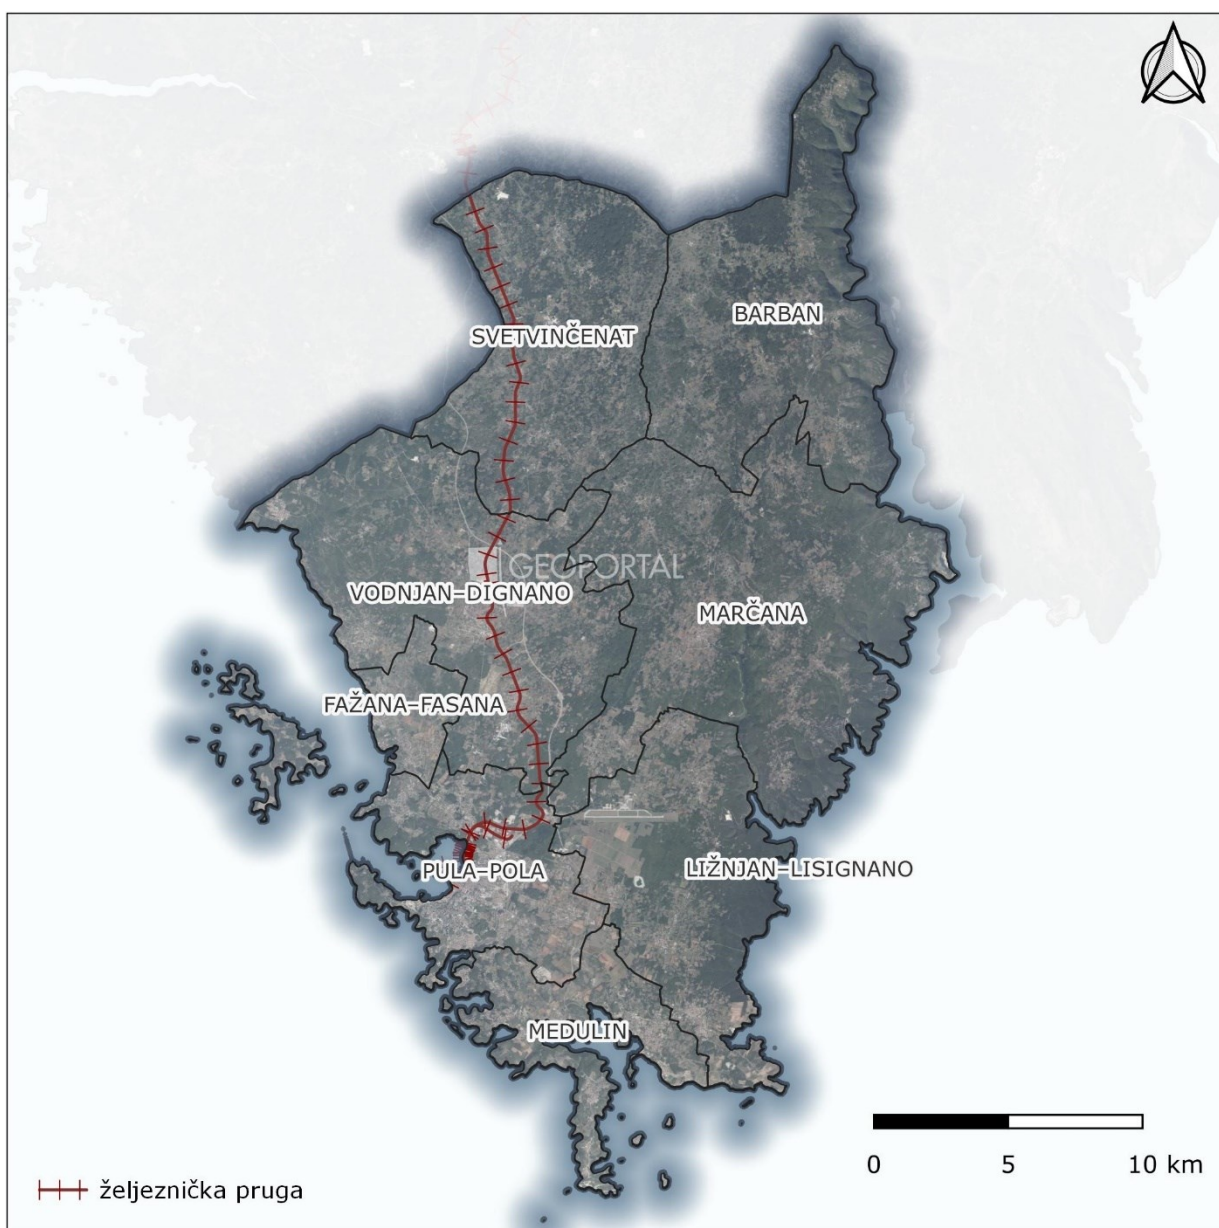 SVETVINČENAT
BARBAN
GEOPORTAL
VODNJAN–DIGNANO
MARČANA
FAŽANA–FASANA
PULA–POLA
LIŽNJAN–LISIGNANO
MEDULIN
0 5 10 km
željeznička pruga